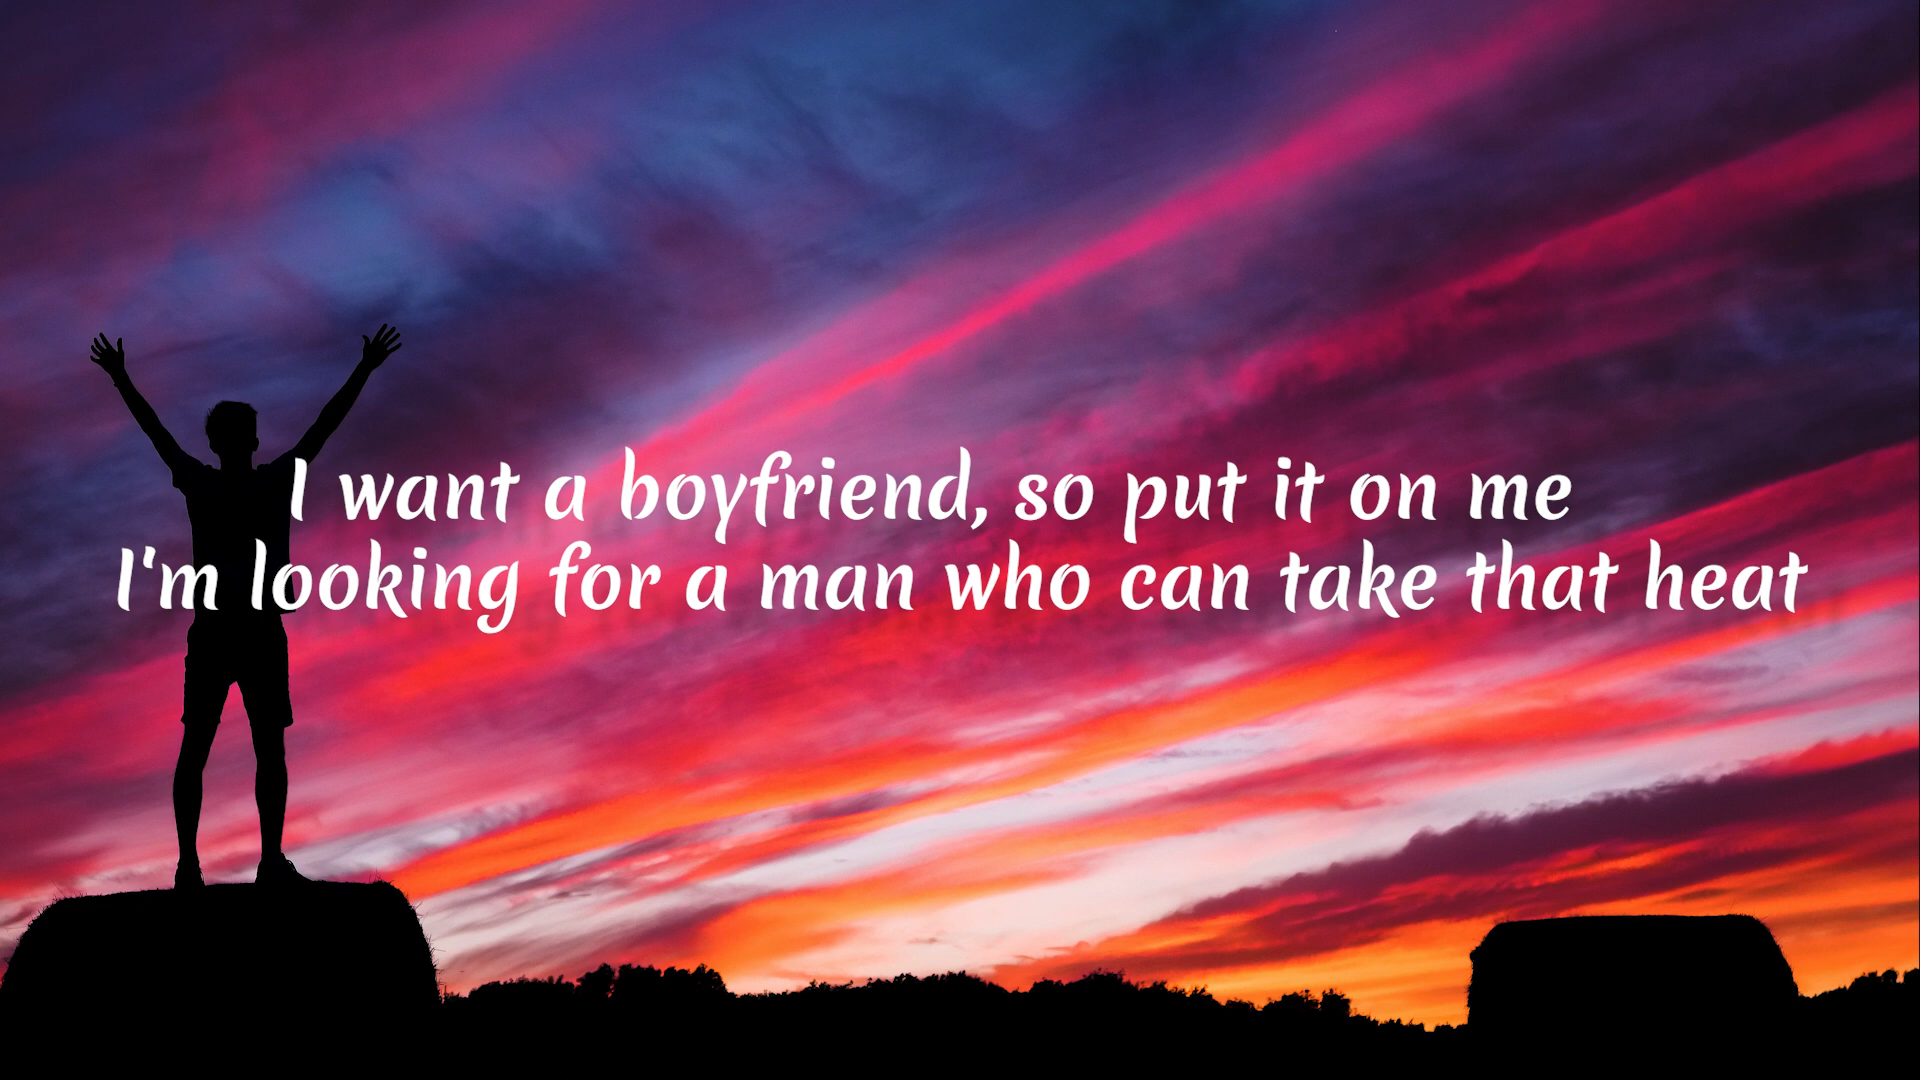 I want a boyfriend, so put it on me
I'm looking for a man who can take that heat